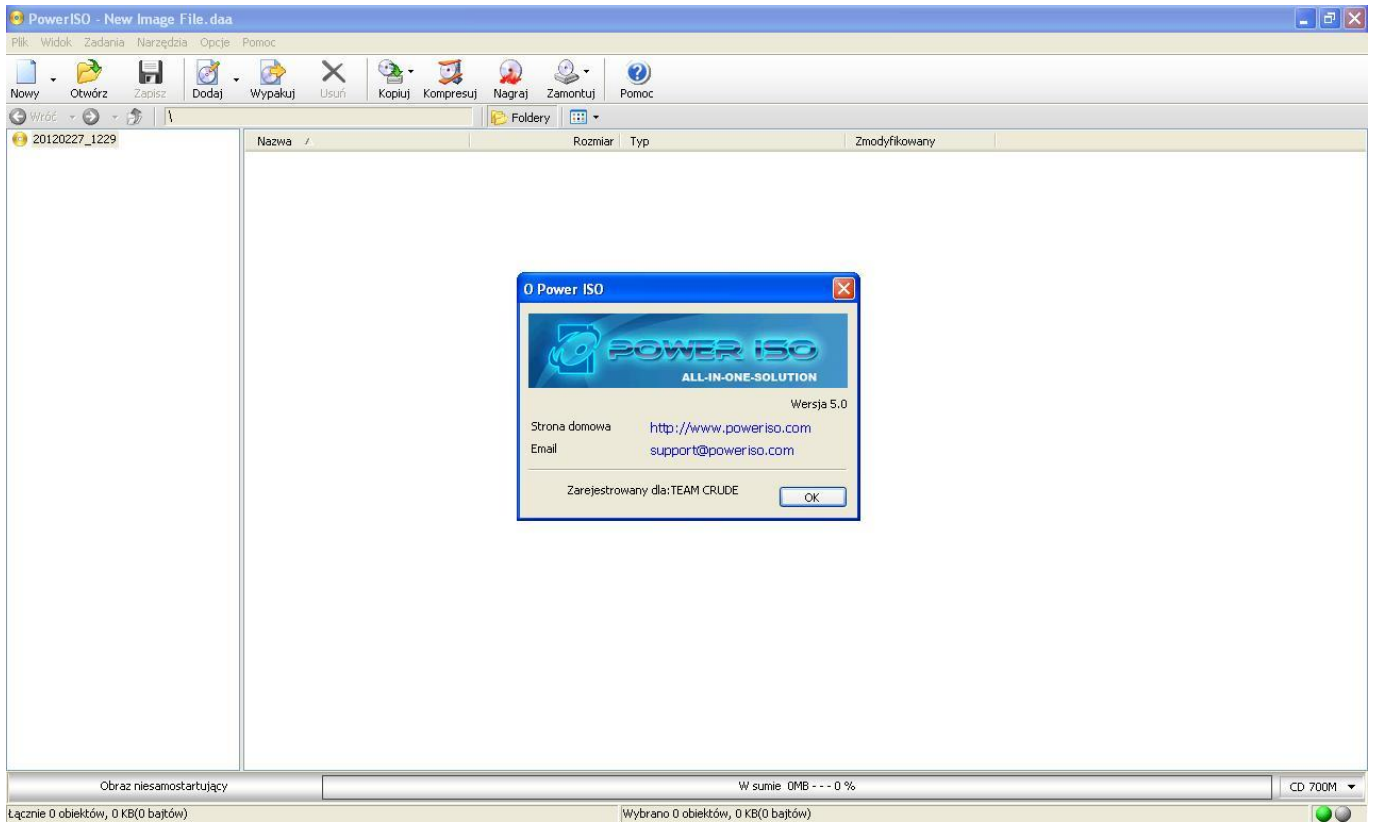 PowerISO - New Image File.daa
Plik Widok Zadania Narzędzia Opcje Pomoc
Nowy Otwórz Zapisz Dodaj Wypakuj Usuń Kopiuj Kompresuj Nagraj Zamontuj Pomoc
Wróć \ Foldery
20120227_1229
Nazwa / Rozmiar Typ Zmodyfikowany
O Power ISO
POWER ISO
ALL-IN-ONE-SOLUTION
Wersja 5.0
Strona domowa http://www.poweriso.com
Email support@poweriso.com
Zarejestrowany dla:TEAM CRUDE
OK
Obraz niesamostartujący W sumie 0MB - - - 0 % CD 700M
Łącznie 0 obiektów, 0 KB(0 bajtów) Wybrano 0 obiektów, 0 KB(0 bajtów)